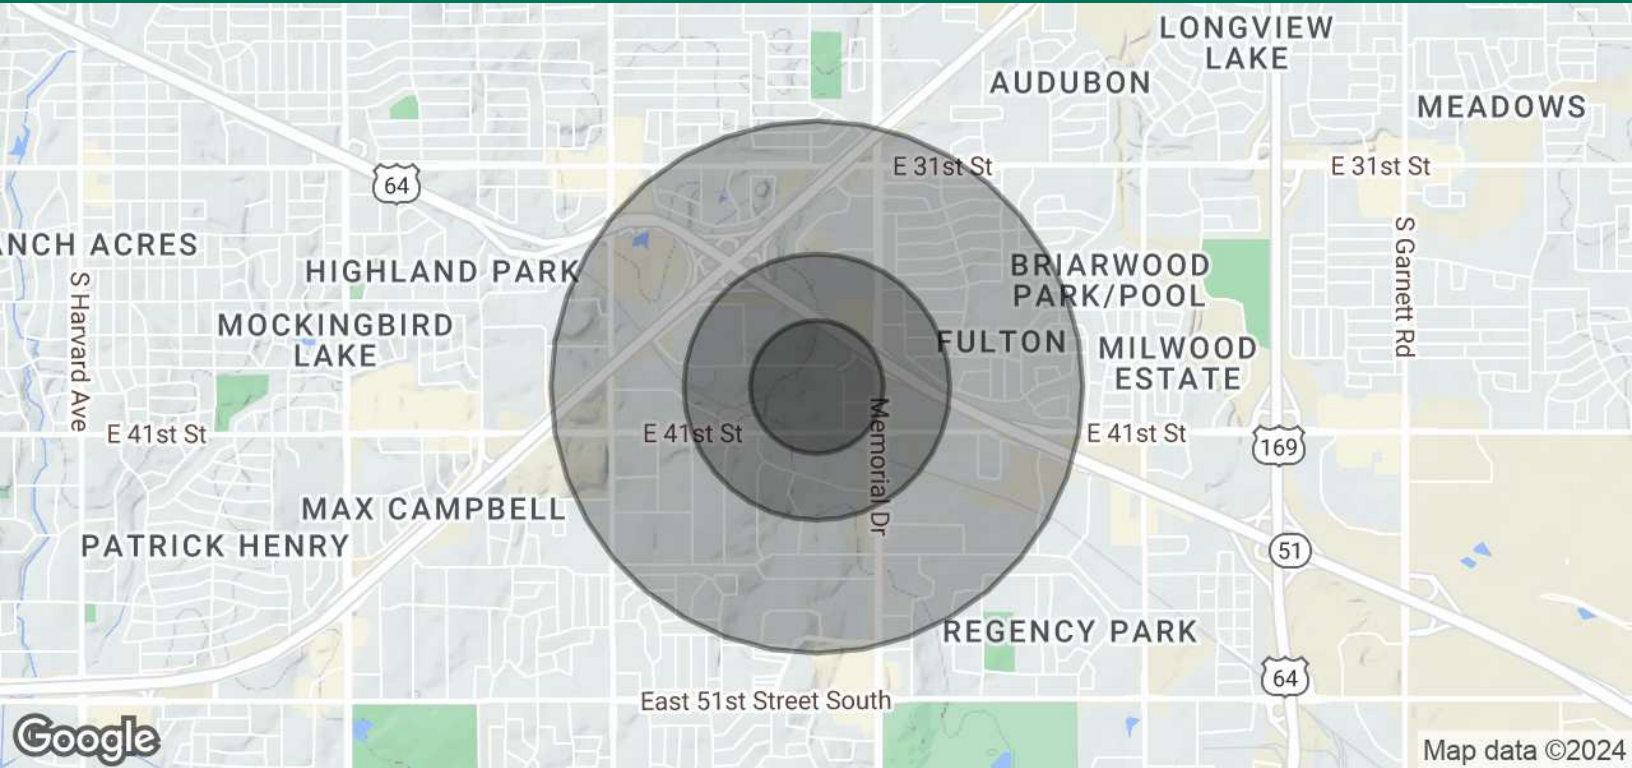 LONGVIEW
LAKE
AUDUBON
MEADOWS
E 31st St
E 31st St
64
ANCH ACRES
HIGHLAND PARK
S Harvard Ave
MOCKINGBIRD
LAKE
BRIARWOOD
PARK/POOL
FULTON
MILWOOD
ESTATE
S Garnett Rd
E 41st St
E 41st St
Memorial Dr
E 41st St
169
MAX CAMPBELL
PATRICK HENRY
51
REGENCY PARK
64
East 51st Street South
Google
Map data ©2024